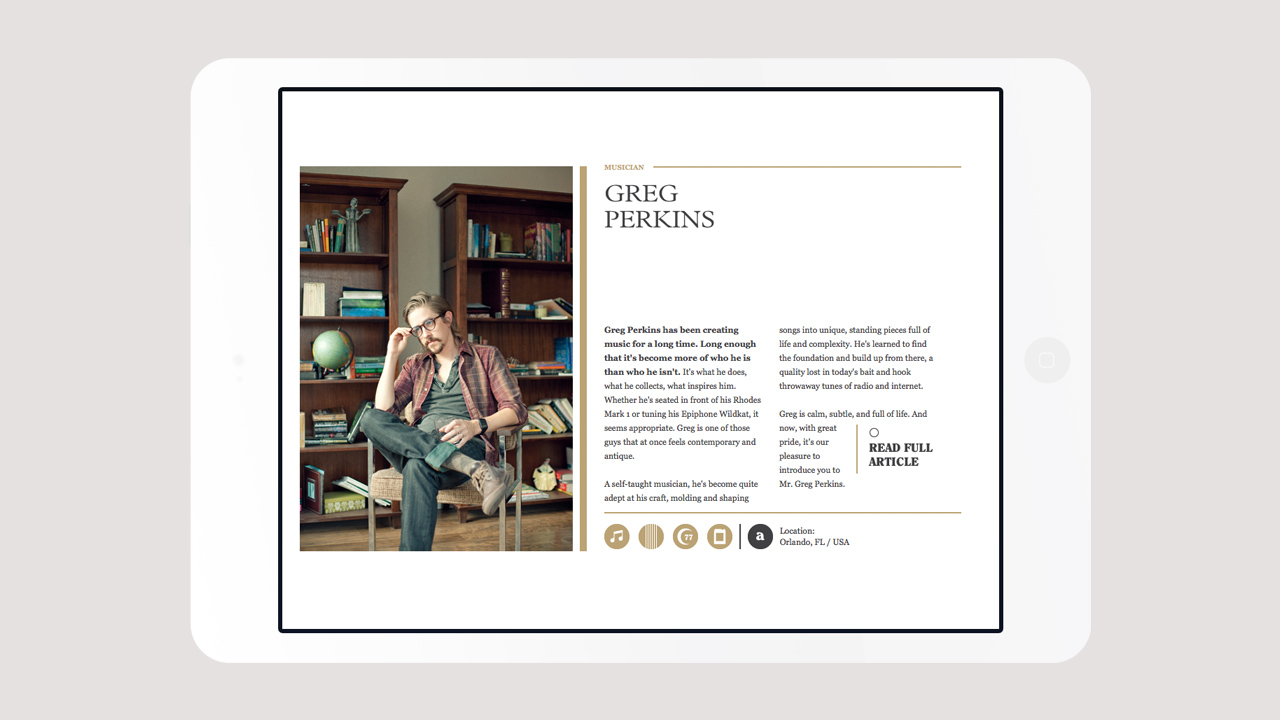 MUSICIAN
GREG
PERKINS
Greg Perkins has been creating
music for a long time. Long enough
that it's become more of who he is
than who he isn't. It's what he does,
what he collects, what inspires him.
Whether he's seated in front of his Rhodes
Mark 1 or tuning his Epiphone Wildkat, it
seems appropriate. Greg is one of those
guys that at once feels contemporary and
antique.
A self-taught musician, he's become quite
adept at his craft, molding and shaping
songs into unique, standing pieces full of
life and complexity. He's learned to find
the foundation and build up from there, a
quality lost in today's bait and hook
throwaway tunes of radio and internet.
Greg is calm, subtle, and full of life. And
now, with great
pride, it's our
pleasure to
introduce you to
Mr. Greg Perkins.
READ FULL
ARTICLE
77
a
Location:
Orlando, FL / USA